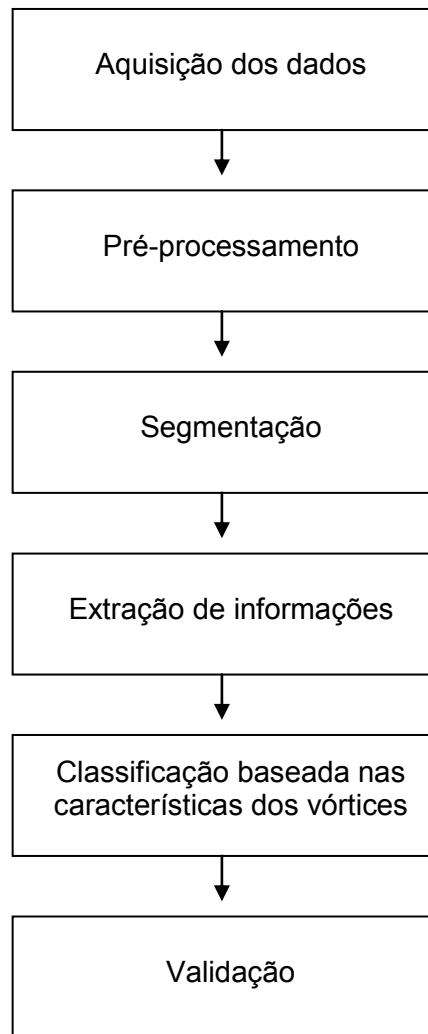 Aquisição dos dados
Pré-processamento
Segmentação
Extração de informações
Classificação baseada nas
características dos vórtices
Validação